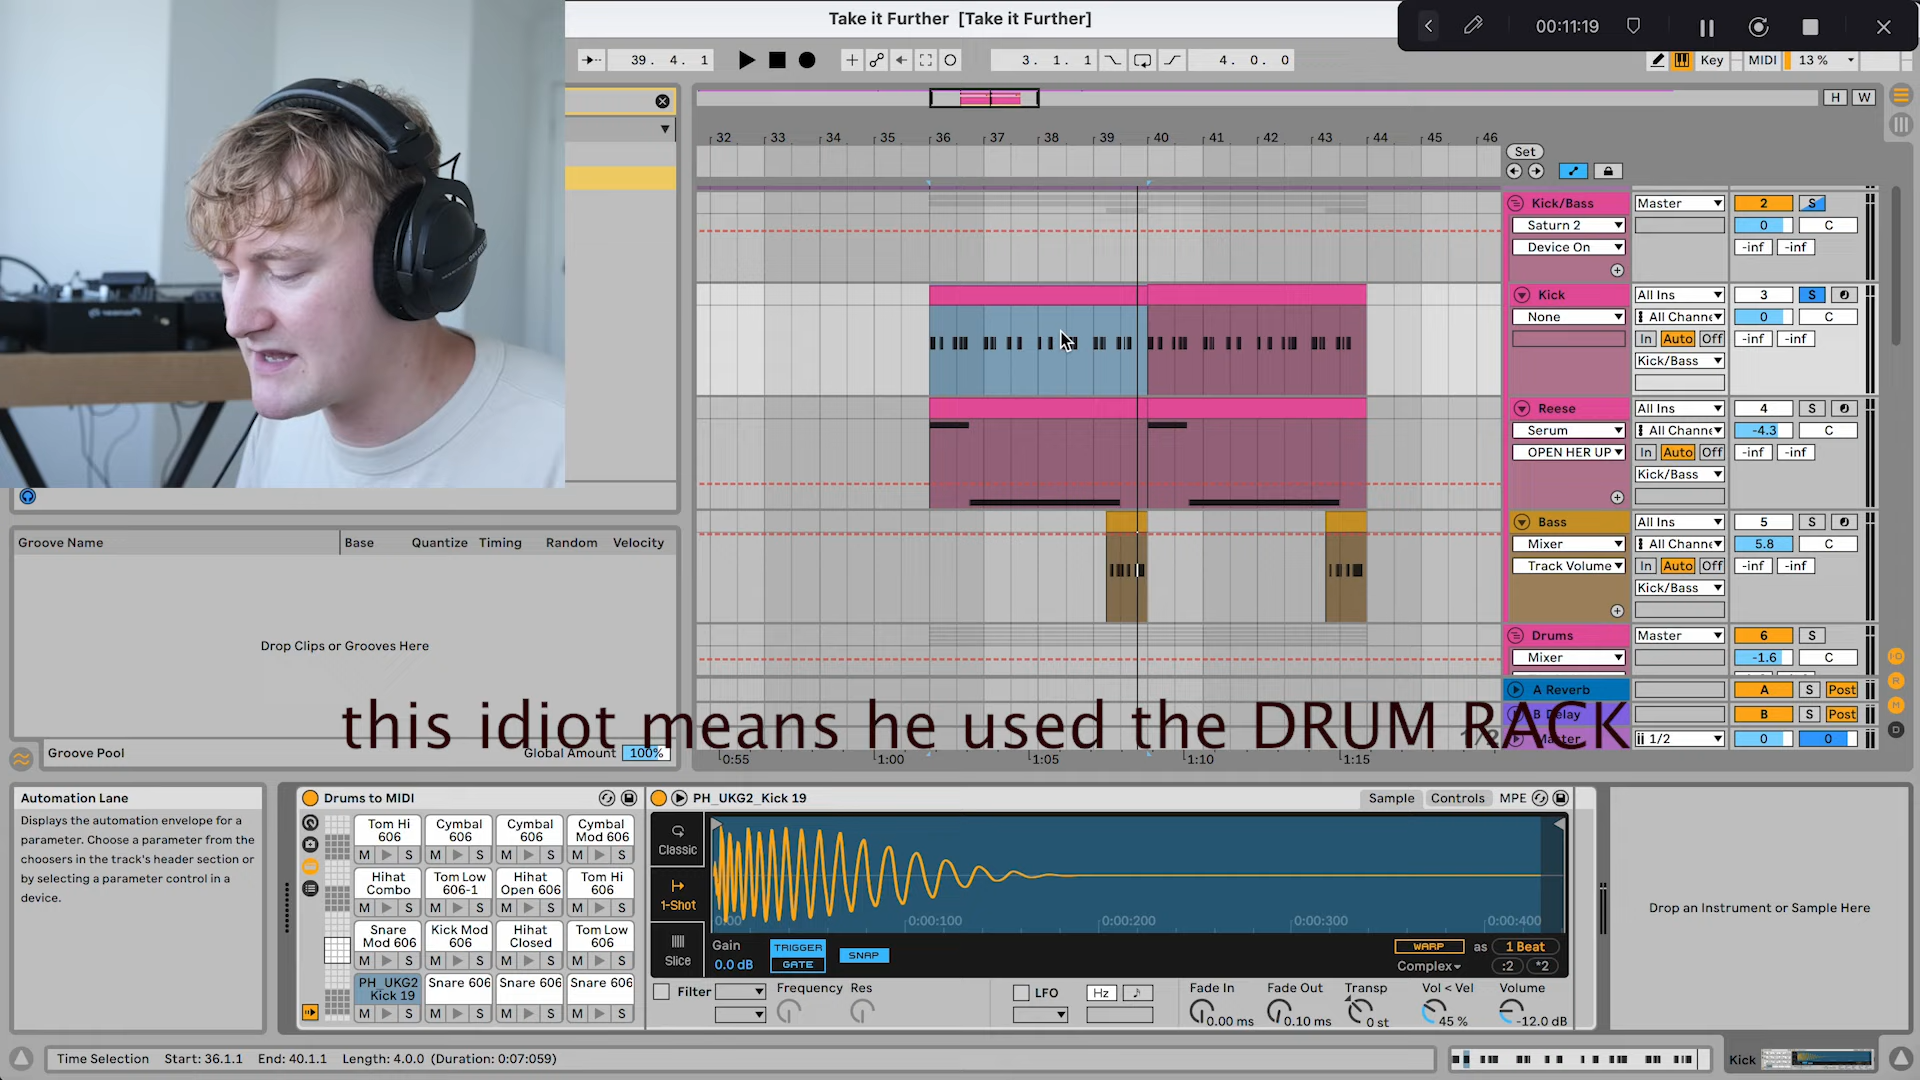 Take it Further [Take it Further]
00:11:19
39. 4. 1
3. 1. 1
4. 0. 0
Key
MIDI
13 %
H W
32 33 34 35 36 37 38 39 40 41 42 43 44 45 46
Set
Kick/Bass Master 2 S
Saturn 2 0 C
Device On -inf -inf
Kick All Ins 3 S
None All Channe 0 C
In Auto Off -inf -inf
Kick/Bass
Reese All Ins 4 S
Serum All Channe -4.3 C
OPEN HER UP In Auto Off -inf -inf
Kick/Bass
Bass All Ins 5 S
Mixer All Channe 5.8 C
Track Volume In Auto Off -inf -inf
Kick/Bass
Drums Master 6 S
Mixer -1.6 C
A Reverb A S Post
B Delay B S Post
Master 1/2 0 0
1/2
0:55 1:00 1:05 1:10 1:15
Groove Name Base Quantize Timing Random Velocity
Drop Clips or Grooves Here
this idiot means he used the DRUM RACK
Groove Pool Global Amount 100%
Automation Lane
Displays the automation envelope for a
parameter. Choose a parameter from the
choosers in the track's header section or
by selecting a parameter control in a
device.
Drums to MIDI
Tom Hi 606 Cymbal 606 Cymbal 606 Cymbal Mod 606
M S M S M S M S
Hihat Combo Tom Low 606-1 Hihat Open 606 Tom Hi 606
M S M S M S M S
Snare Mod 606 Kick Mod 606 Hihat Closed Tom Low 606
M S M S M S M S
PH_UKG2 Kick 19 Snare 606 Snare 606 Snare 606
M S M S M S M S
PH_UKG2_Kick 19 Sample Controls MPE
Classic
1-Shot
Slice
0:00 0:00:100 0:00:200 0:00:300 0:00:400
Gain
0.0 dB
TRIGGER
GATE
SNAP
WARP as 1 Beat
Complex :2 *2
Filter Frequency Res
LFO Hz
Fade In Fade Out Transp Vol < Vel Volume
0.00 ms 0.10 ms 0 st 45 % -12.0 dB
Drop an Instrument or Sample Here
Time Selection Start: 36.1.1 End: 40.1.1 Length: 4.0.0 (Duration: 0:07:059)
Kick